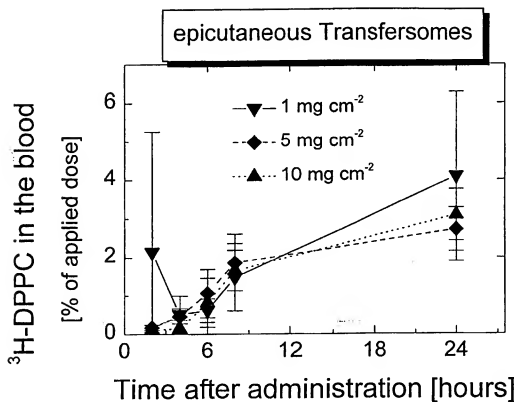 epicutaneous Transfersomes
1 mg cm⁻²
5 mg cm⁻²
10 mg cm⁻²
³H-DPPC in the blood
[% of applied dose]
6
4
2
0
0 6 12 18 24
Time after administration [hours]